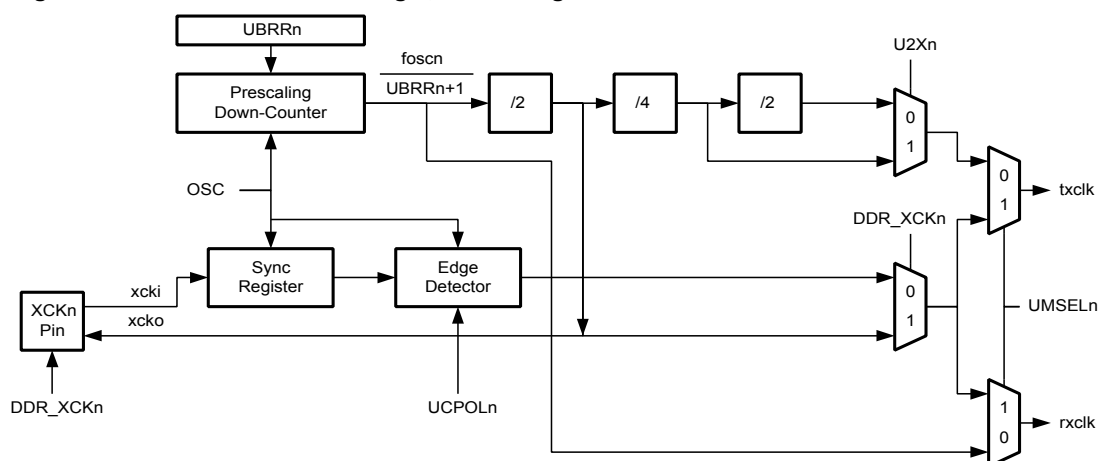 UBRRn
foscn
UBRRn+1
Prescaling
Down-Counter
/2
/4
/2
U2Xn
0
1
OSC
0
1
txclk
DDR_XCKn
Sync
Register
Edge
Detector
xcki
XCKn
Pin
xcko
0
1
UMSELn
DDR_XCKn
UCPOLn
1
0
rxclk